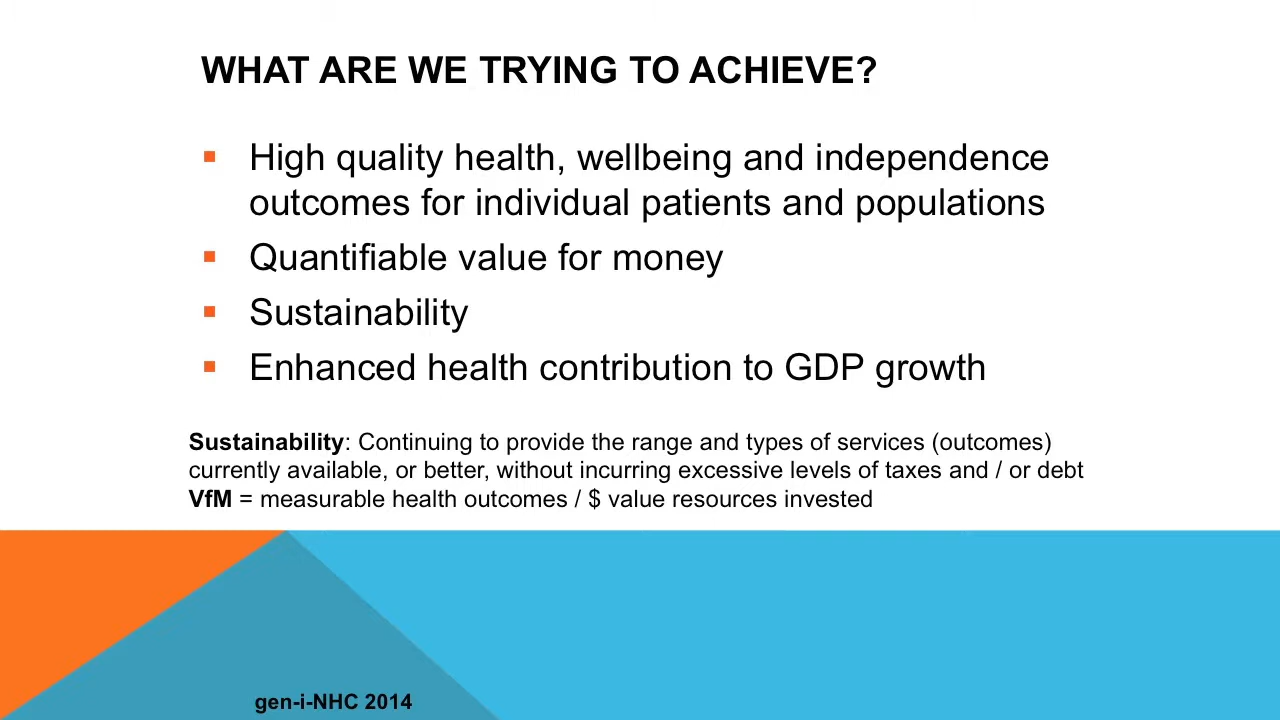 WHAT ARE WE TRYING TO ACHIEVE?
▪ High quality health, wellbeing and independence
outcomes for individual patients and populations
▪ Quantifiable value for money
▪ Sustainability
▪ Enhanced health contribution to GDP growth
Sustainability: Continuing to provide the range and types of services (outcomes)
currently available, or better, without incurring excessive levels of taxes and / or debt
VfM = measurable health outcomes / $ value resources invested
gen-i-NHC 2014